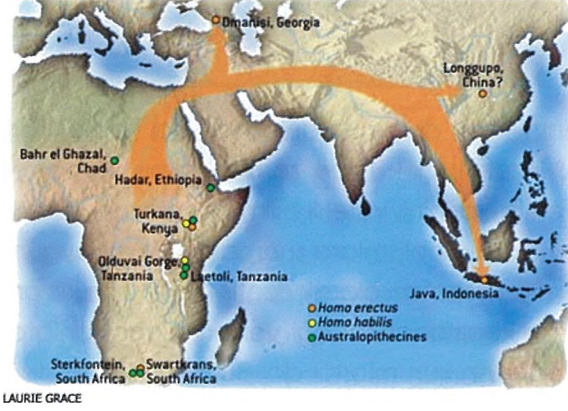 Dmanisi, Georgia
Longgupo,
China?
Bahr el Ghazal,
Chad
Hadar, Ethiopia
Turkana,
Kenya
Olduvai Gorge,
Tanzania
Laetoli, Tanzania
Java, Indonesia
Homo erectus
Homo habilis
Australopithecines
Sterkfontein,
South Africa
Swartkrans,
South Africa
LAURIE GRACE